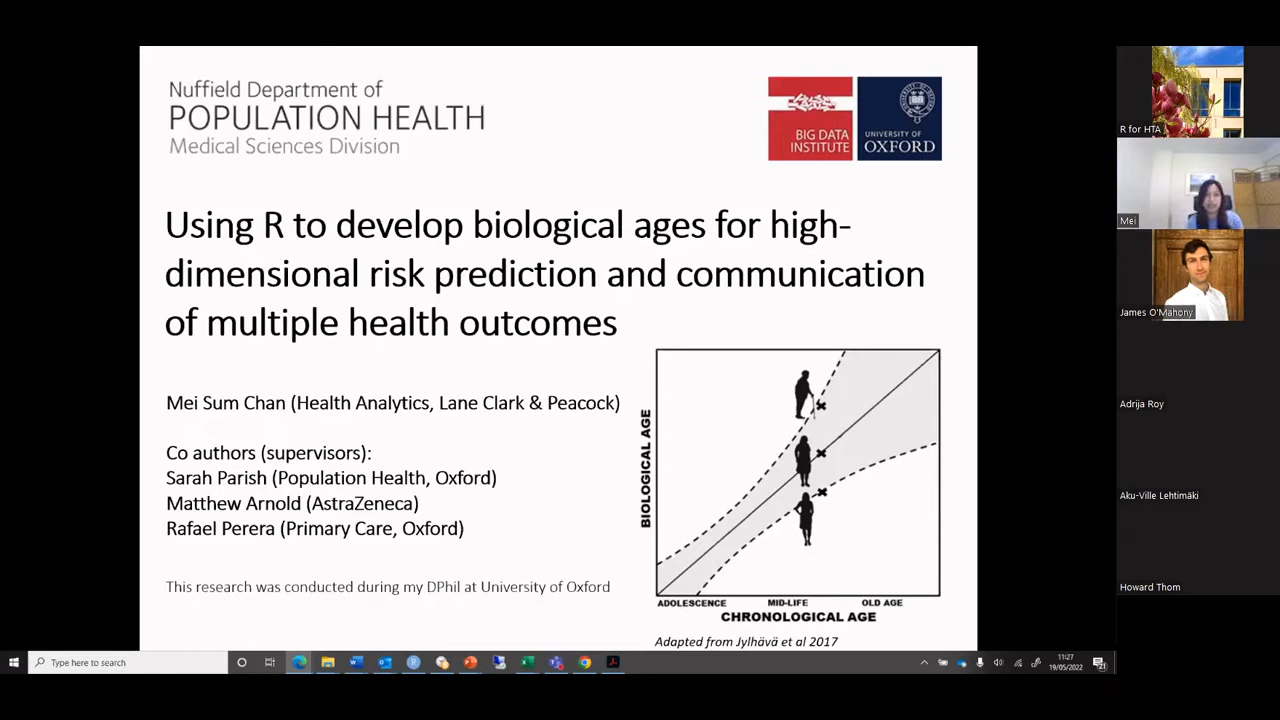 Nuffield Department of
POPULATION HEALTH
Medical Sciences Division
BIG DATA
INSTITUTE
UNIVERSITY OF
OXFORD
Using R to develop biological ages for high-
dimensional risk prediction and communication
of multiple health outcomes
Mei Sum Chan (Health Analytics, Lane Clark & Peacock)
Co authors (supervisors):
Sarah Parish (Population Health, Oxford)
Matthew Arnold (AstraZeneca)
Rafael Perera (Primary Care, Oxford)
This research was conducted during my DPhil at University of Oxford
BIOLOGICAL AGE
ADOLESCENCE MID-LIFE OLD AGE
CHRONOLOGICAL AGE
Adapted from Jylhävä et al 2017
R for HTA
Mei
James O'Mahony
Adrija Roy
Aku-Ville Lehtimäki
Howard Thom
Type here to search
11:27
19/05/2022